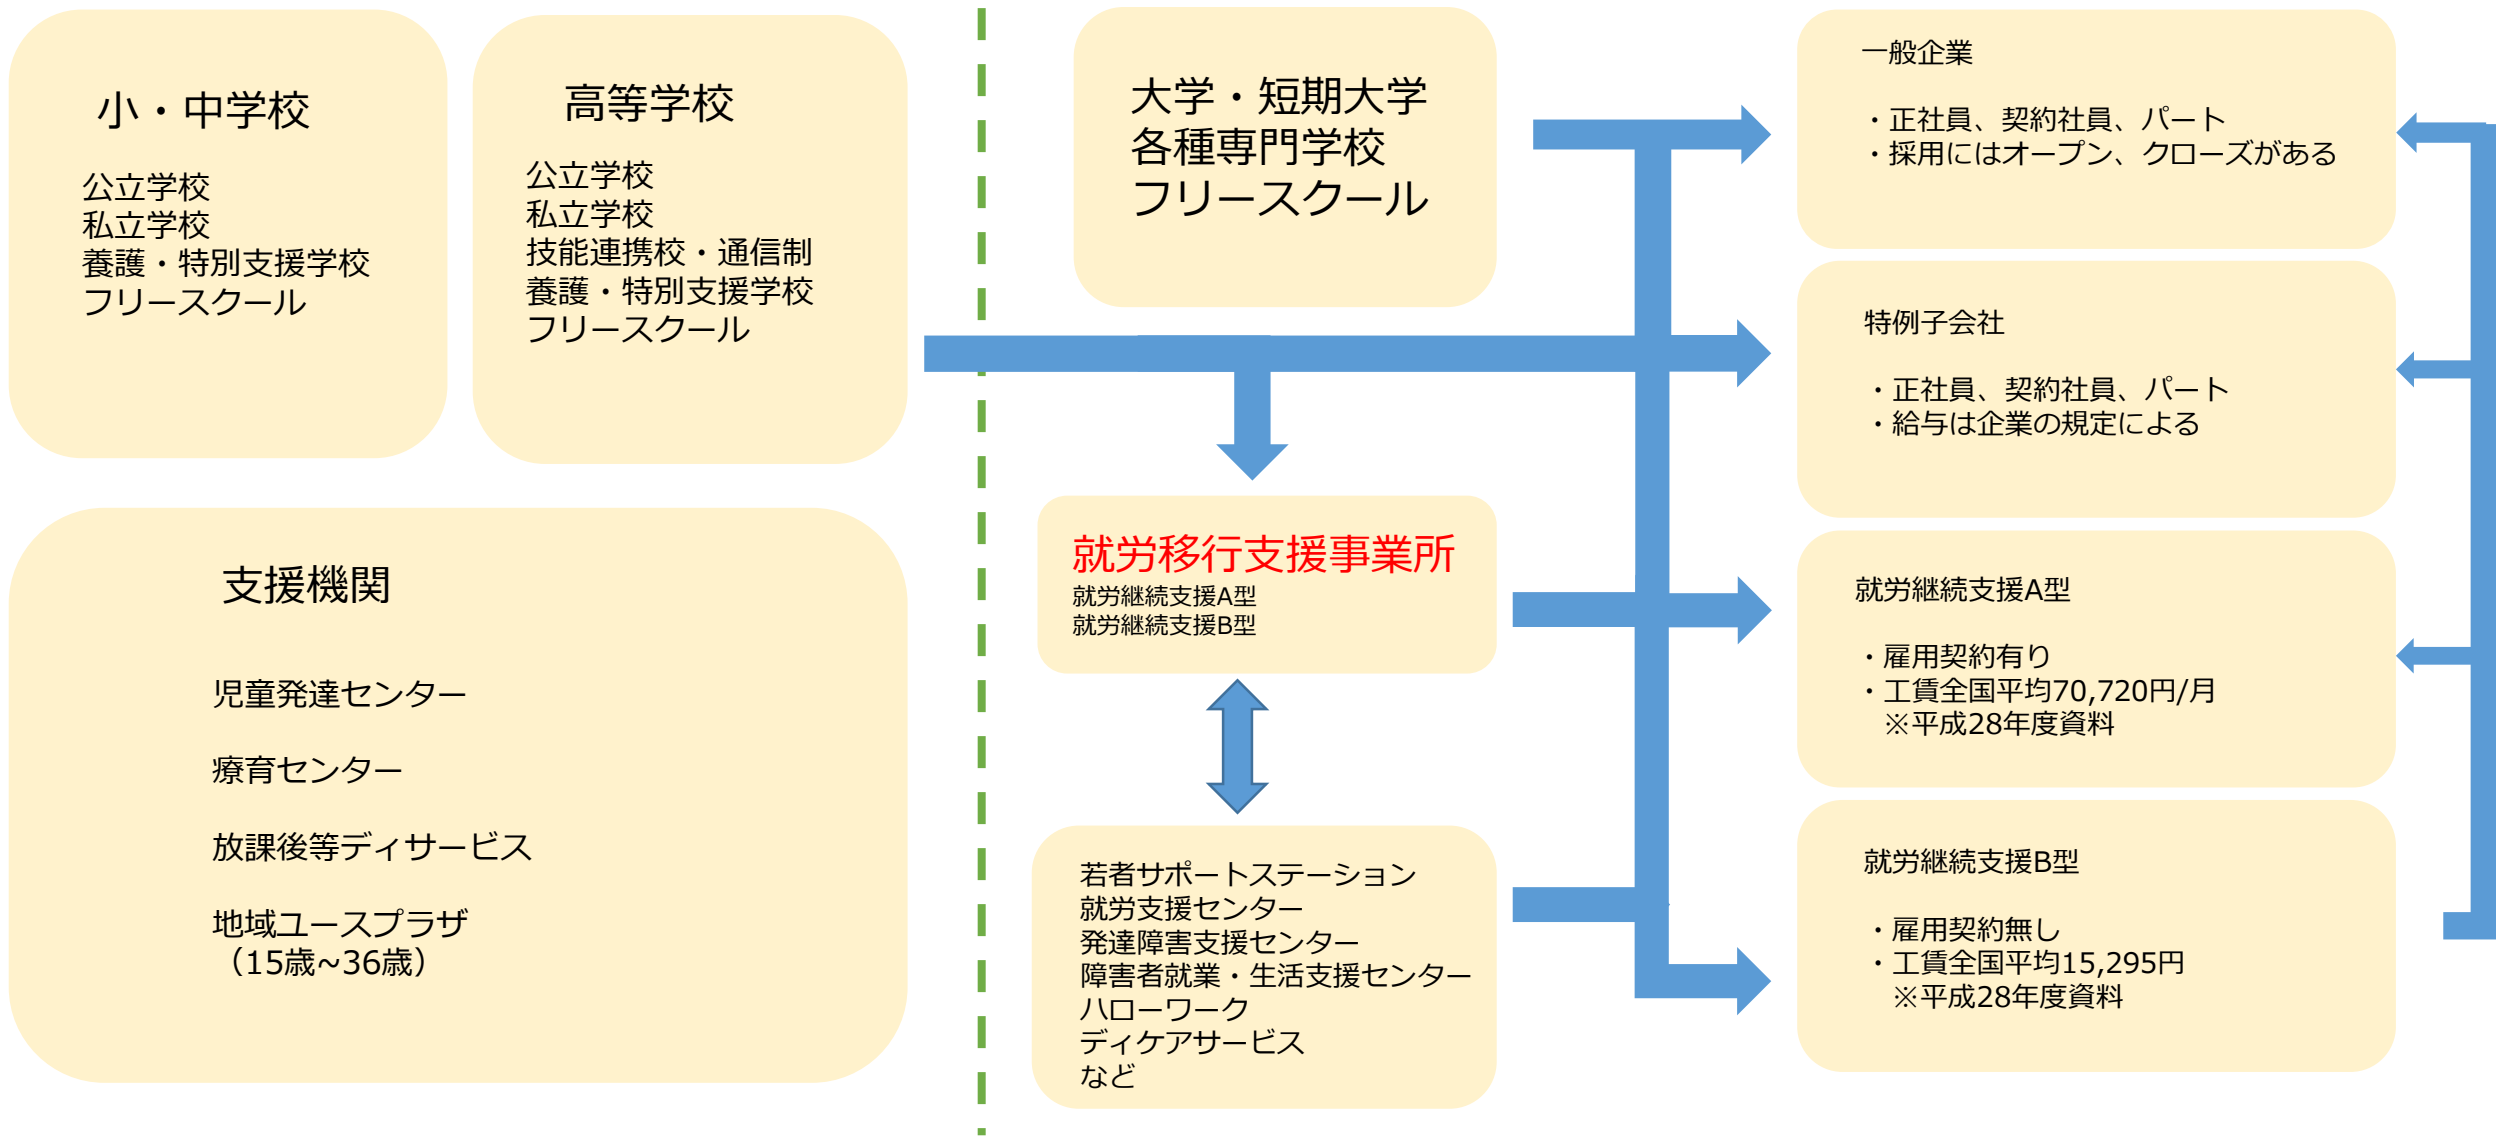 小・中学校
公立学校
私立学校
養護・特別支援学校
フリースクール
高等学校
公立学校
私立学校
技能連携校・通信制
養護・特別支援学校
フリースクール
支援機関
児童発達センター
療育センター
放課後等ディサービス
地域ユースプラザ
（15歳~36歳）
大学・短期大学
各種専門学校
フリースクール
就労移行支援事業所
就労継続支援A型
就労継続支援B型
若者サポートステーション
就労支援センター
発達障害支援センター
障害者就業・生活支援センター
ハローワーク
ディケアサービス
など
一般企業
・正社員、契約社員、パート
・採用にはオープン、クローズがある
特例子会社
・正社員、契約社員、パート
・給与は企業の規定による
就労継続支援A型
・雇用契約有り
・工賃全国平均70,720円/月
※平成28年度資料
就労継続支援B型
・雇用契約無し
・工賃全国平均15,295円
※平成28年度資料